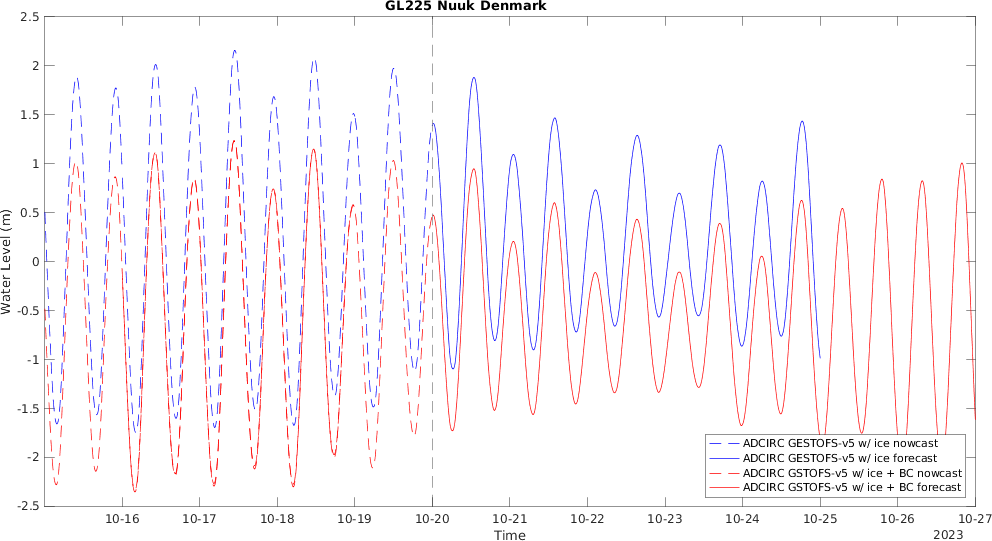 GL225 Nuuk Denmark
2.5
2
1.5
1
0.5
0
-0.5
-1
-1.5
-2
-2.5
Water Level (m)
10-16 10-17 10-18 10-19 10-20 10-21 10-22 10-23 10-24 10-25 10-26 10-27
Time
2023
ADCIRC GESTOFS-v5 w/ ice nowcast
ADCIRC GESTOFS-v5 w/ ice forecast
ADCIRC GSTOFS-v5 w/ ice + BC nowcast
ADCIRC GSTOFS-v5 w/ ice + BC forecast